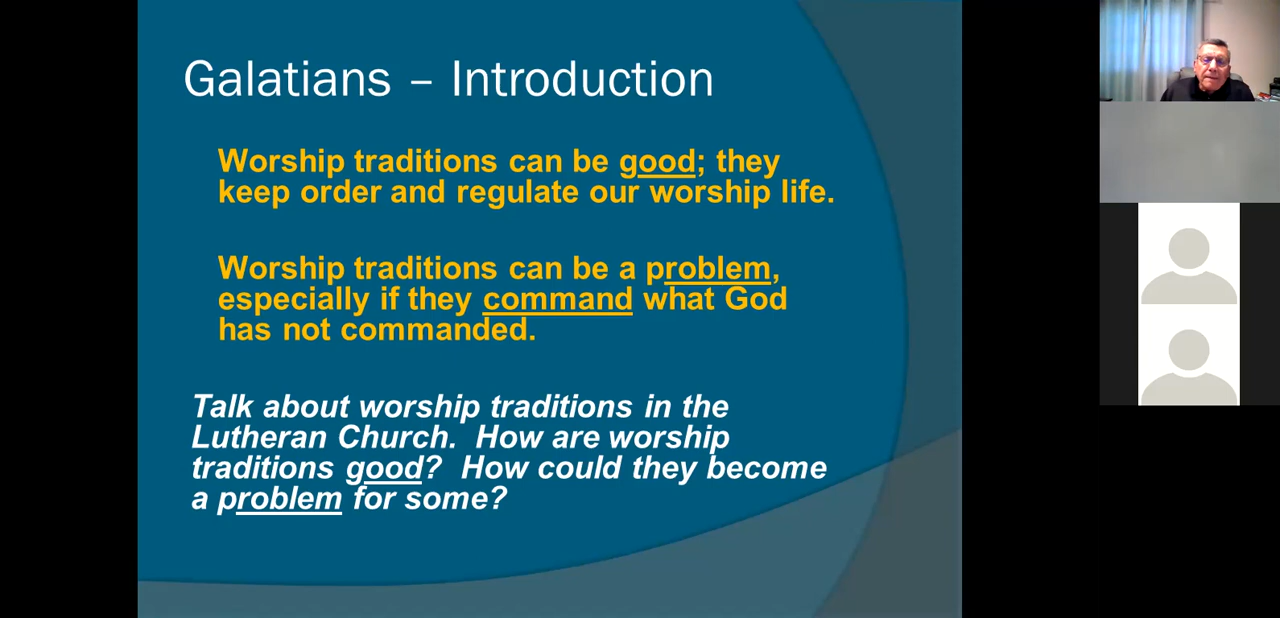 Galatians – Introduction
Worship traditions can be good; they
keep order and regulate our worship life.
Worship traditions can be a problem,
especially if they command what God
has not commanded.
Talk about worship traditions in the
Lutheran Church.  How are worship
traditions good?  How could they become
a problem for some?